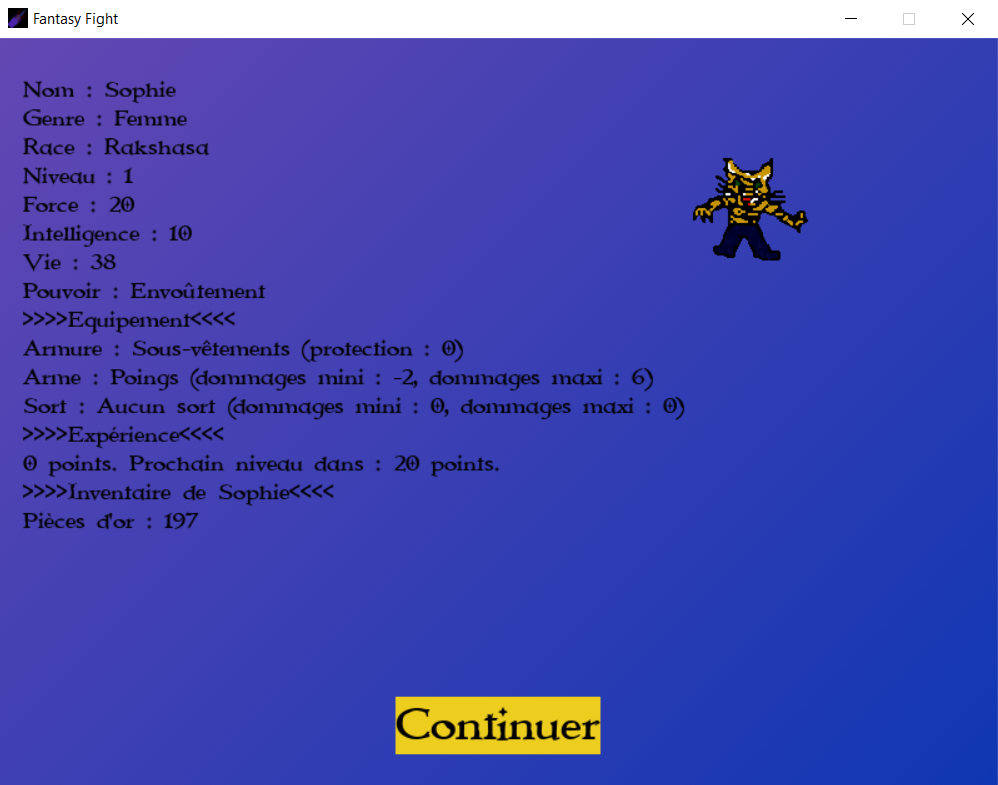 Fantasy Fight
Nom : Sophie
Genre : Femme
Race : Rakshasa
Niveau : 1
Force : 20
Intelligence : 10
Vie : 38
Pouvoir : Envoûtement
>>>>Equipement<<<<
Armure : Sous-vêtements (protection : 0)
Arme : Poings (dommages mini : -2, dommages maxi : 6)
Sort : Aucun sort (dommages mini : 0, dommages maxi : 0)
>>>>Expérience<<<<
0 points. Prochain niveau dans : 20 points.
>>>>Inventaire de Sophie<<<<
Pièces d'or : 197
Continuer